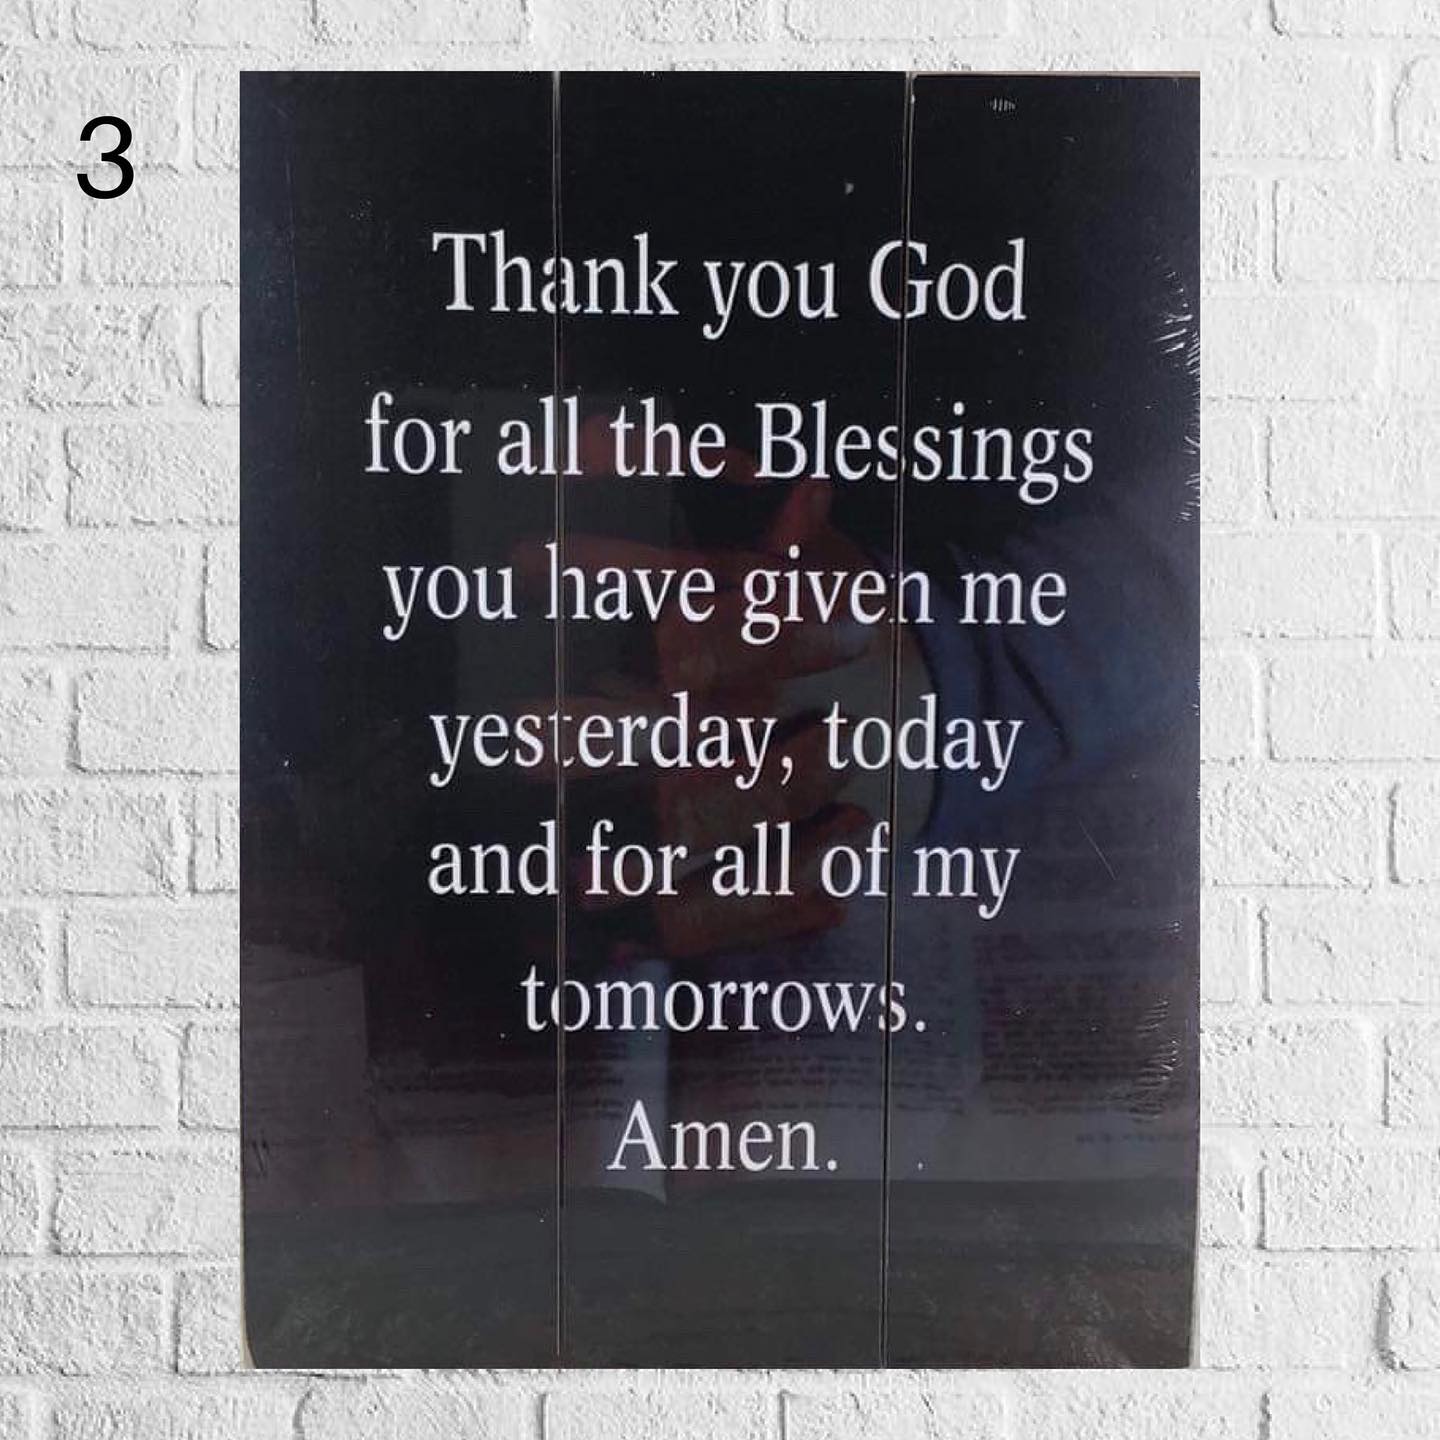 3
Thank you God
for all the Blessings
you have given me
yesterday, today
and for all of my
tomorrows.
Amen.